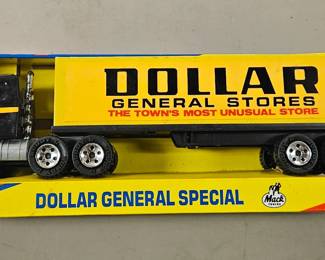 DOLLAR
GENERAL STORES
THE TOWN'S MOST UNUSUAL STORE
DOLLAR GENERAL SPECIAL
Mack